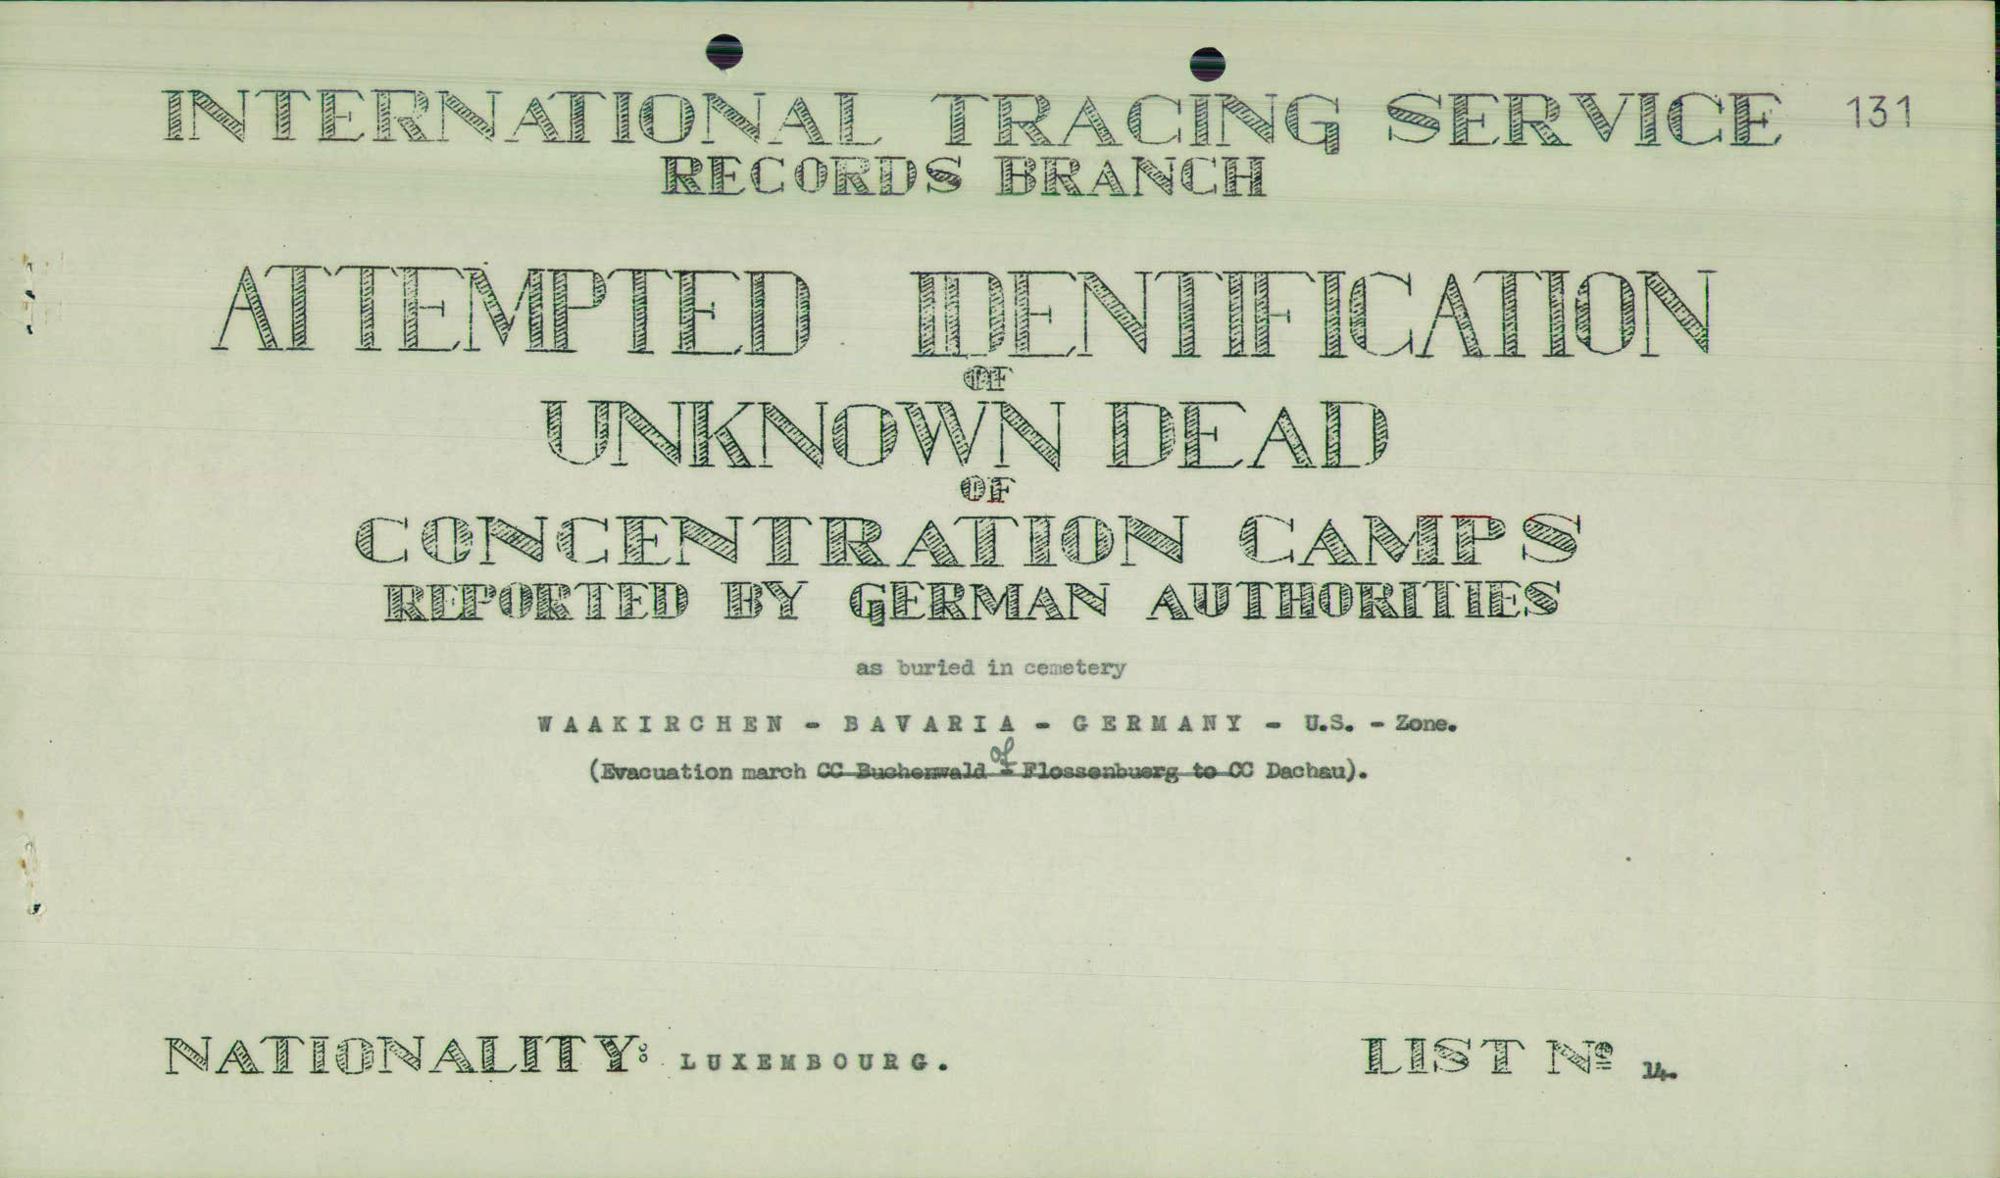 INTERNATIONAL TRACING SERVICE 131
RECORDS BRANCH
ATTEMPTED IDENTIFICATION
OF
UNKNOWN DEAD
OF
CONCENTRATION CAMPS
REPORTED BY GERMAN AUTHORITIES
as buried in cemetery
WAAKIRCHEN - BAVARIA - GERMANY - U.S. - Zone.
of
(Evacuation march CC Buchenwald - Flossenbuerg to CC Dachau).
NATIONALITY: LUXEMBOURG. LIST Nº 14.